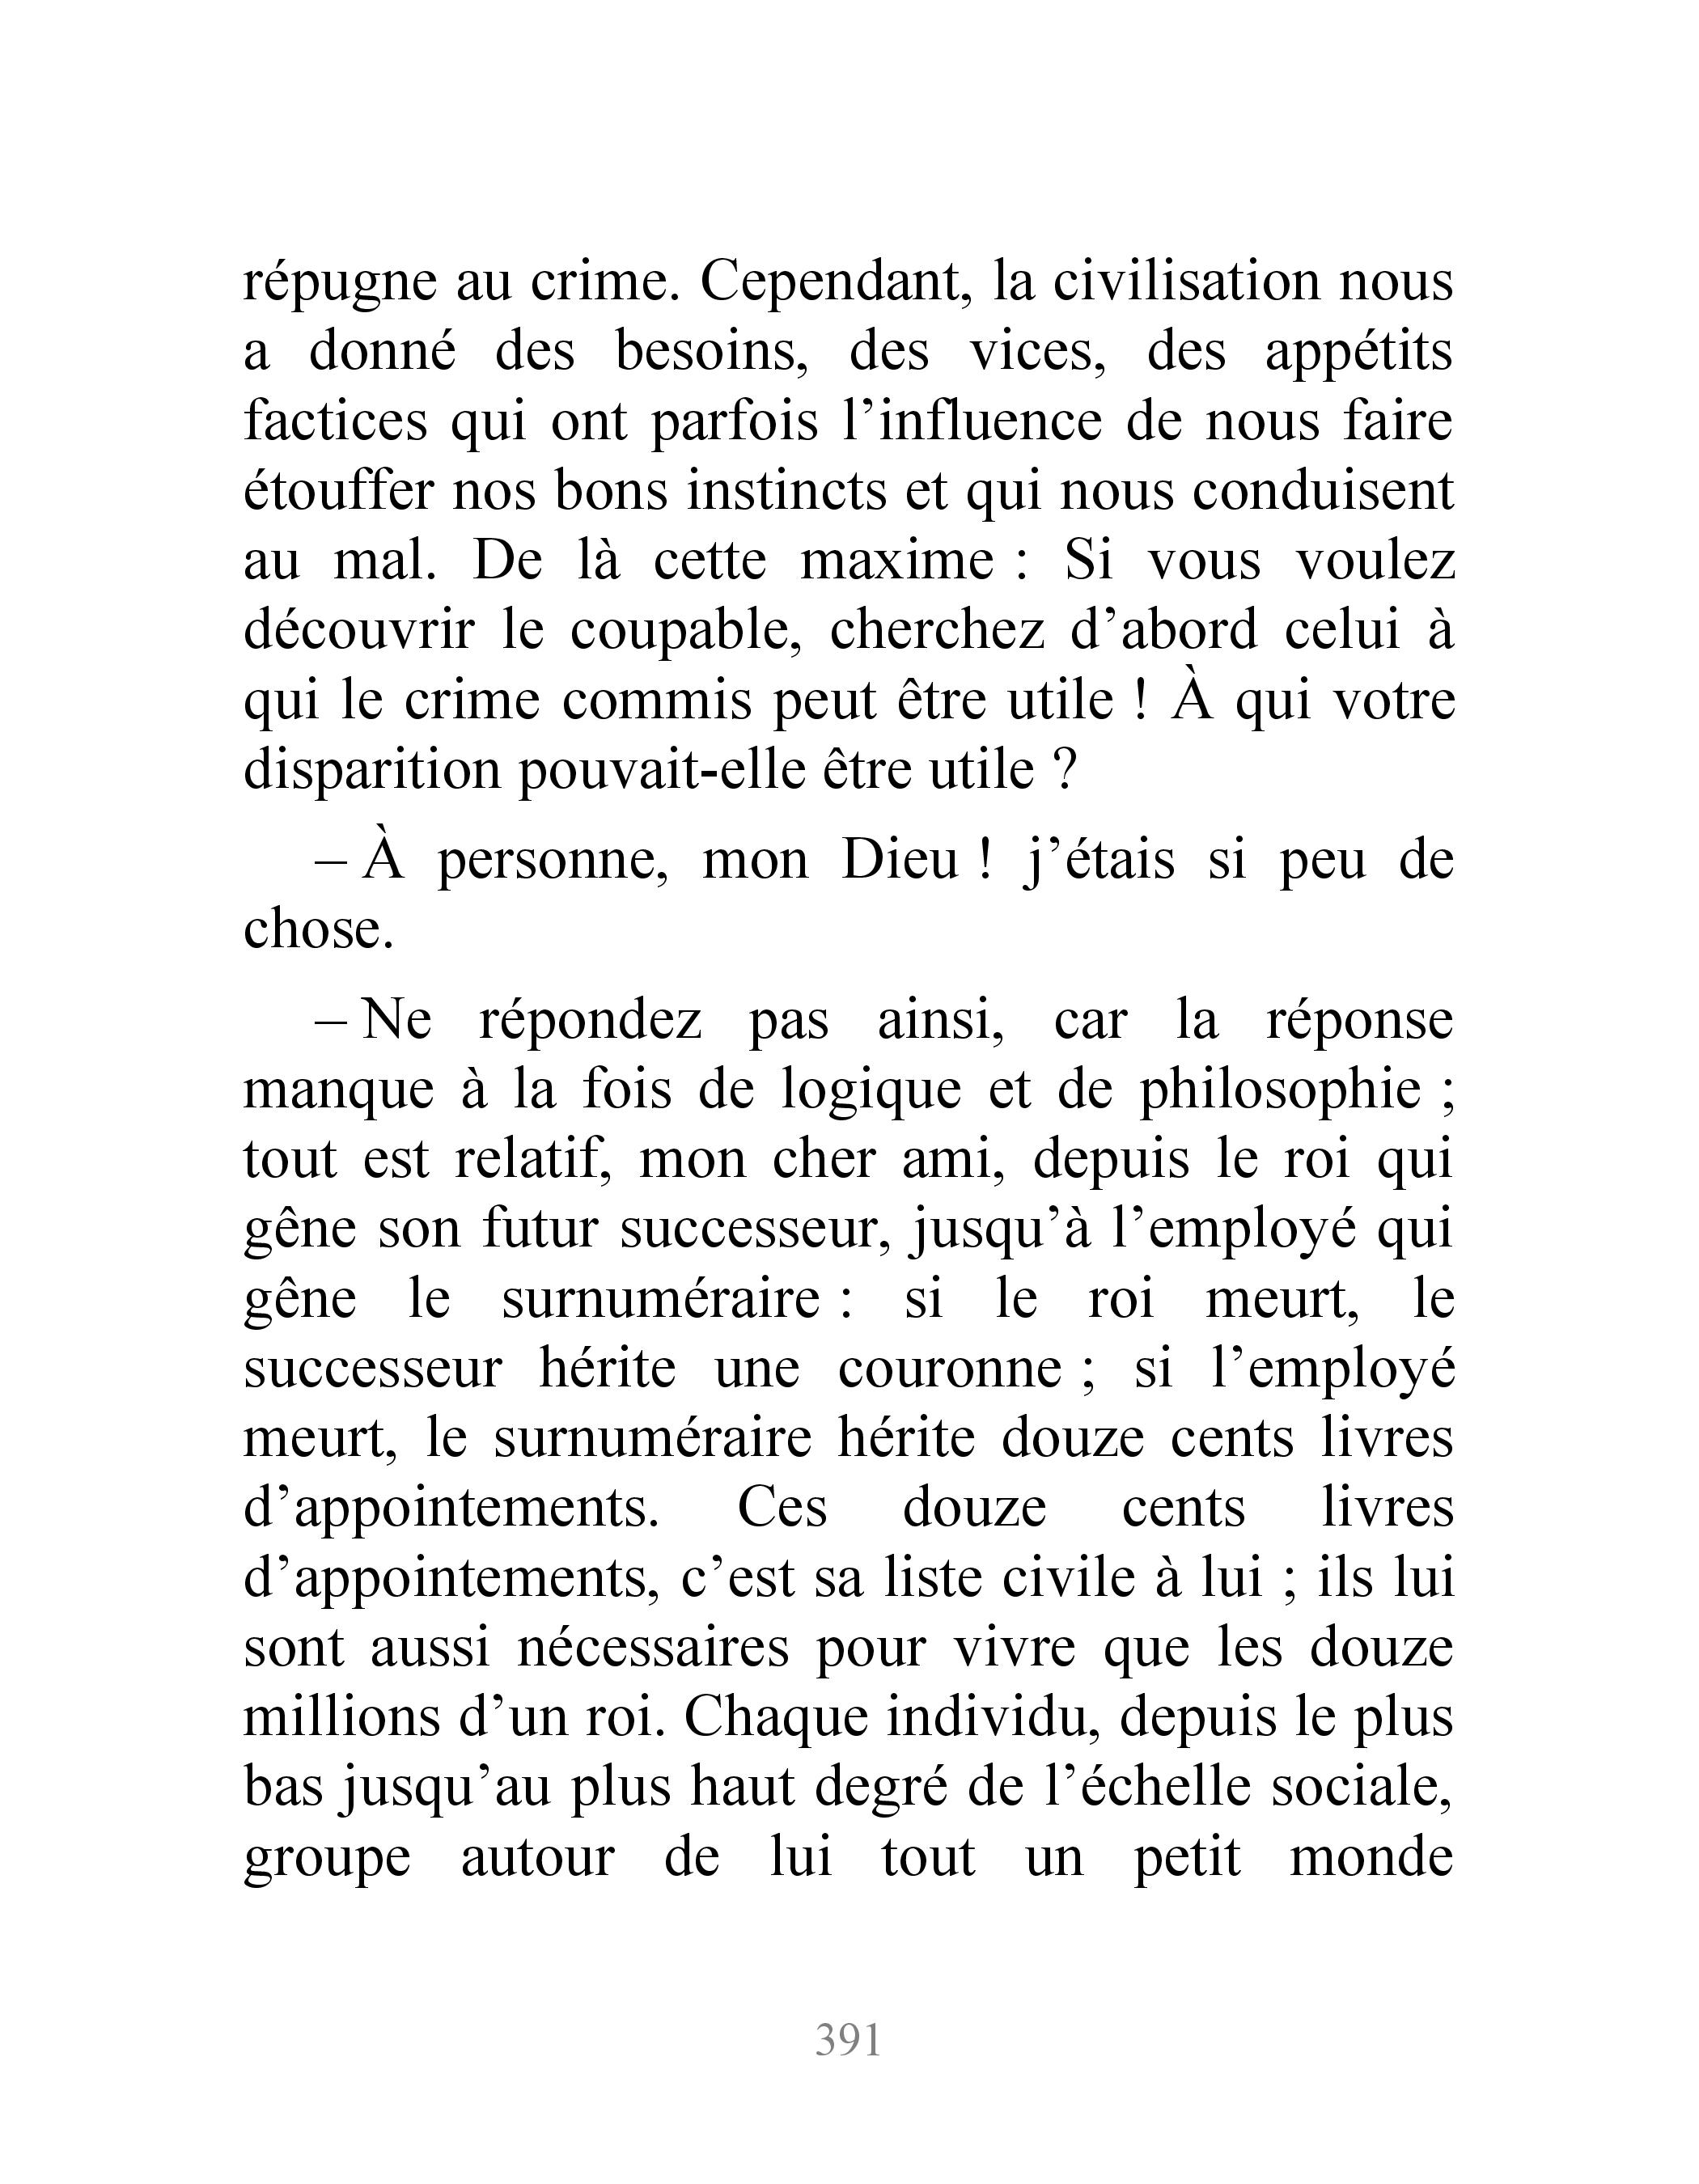 répugne au crime. Cependant, la civilisation nous
a donné des besoins, des vices, des appétits
factices qui ont parfois l’influence de nous faire
étouffer nos bons instincts et qui nous conduisent
au mal. De là cette maxime : Si vous voulez
découvrir le coupable, cherchez d’abord celui à
qui le crime commis peut être utile ! À qui votre
disparition pouvait-elle être utile ?
– À personne, mon Dieu ! j’étais si peu de
chose.
– Ne répondez pas ainsi, car la réponse
manque à la fois de logique et de philosophie ;
tout est relatif, mon cher ami, depuis le roi qui
gêne son futur successeur, jusqu’à l’employé qui
gêne le surnuméraire : si le roi meurt, le
successeur hérite une couronne ; si l’employé
meurt, le surnuméraire hérite douze cents livres
d’appointements. Ces douze cents livres
d’appointements, c’est sa liste civile à lui ; ils lui
sont aussi nécessaires pour vivre que les douze
millions d’un roi. Chaque individu, depuis le plus
bas jusqu’au plus haut degré de l’échelle sociale,
groupe autour de lui tout un petit monde
391